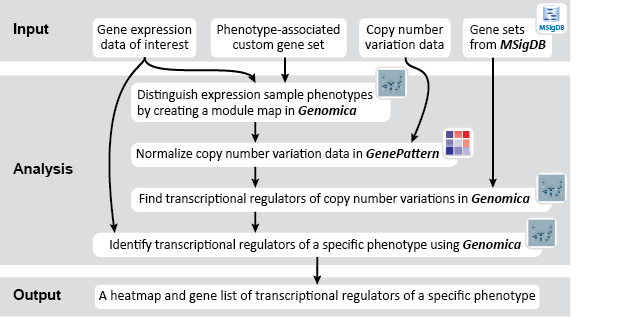 Input
Gene expression
data of interest
Phenotype-associated
custom gene set
Copy number
variation data
Gene sets
from MSigDB
MSigDB
Analysis
Distinguish expression sample phenotypes
by creating a module map in Genomica
Normalize copy number variation data in GenePattern
Find transcriptional regulators of copy number variations in Genomica
Identify transcriptional regulators of a specific phenotype using Genomica
Output
A heatmap and gene list of transcriptional regulators of a specific phenotype